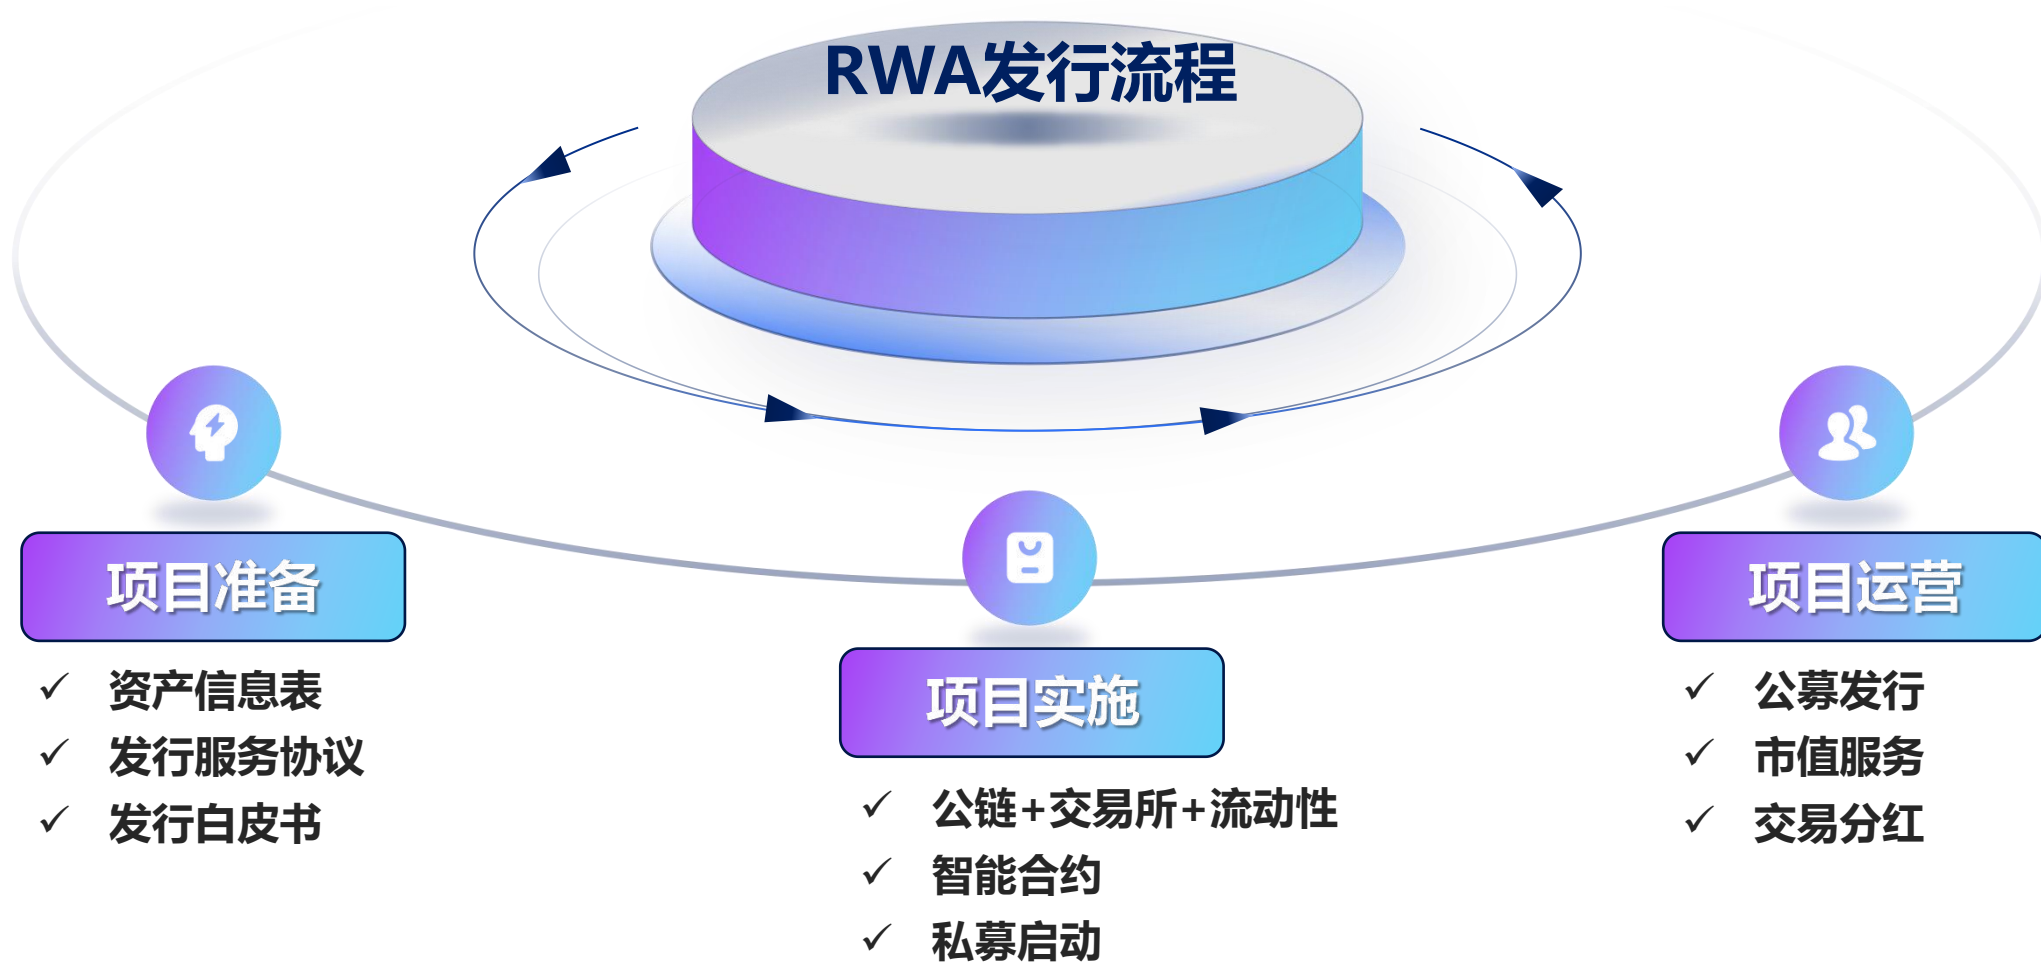 RWA发行流程
项目准备
资产信息表
发行服务协议
发行白皮书
项目实施
公链+交易所+流动性
智能合约
私募启动
项目运营
公募发行
市值服务
交易分红